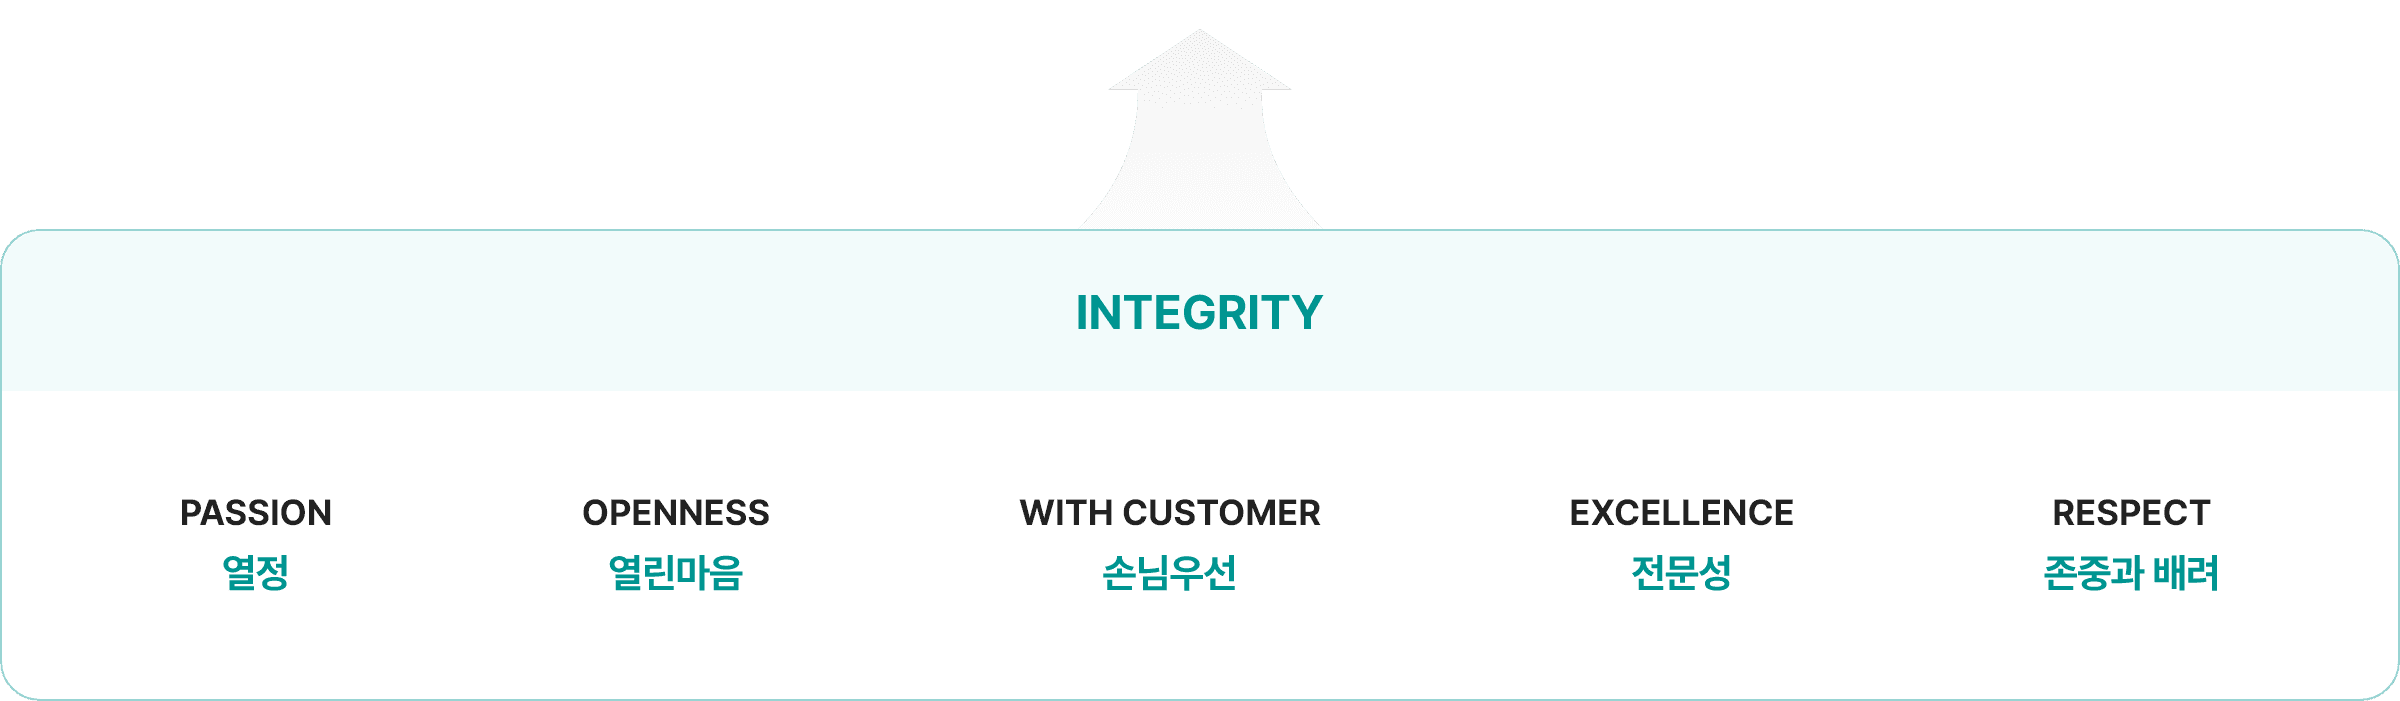 INTEGRITY
PASSION
열정
OPENNESS
열린마음
WITH CUSTOMER
손님우선
EXCELLENCE
전문성
RESPECT
존중과 배려